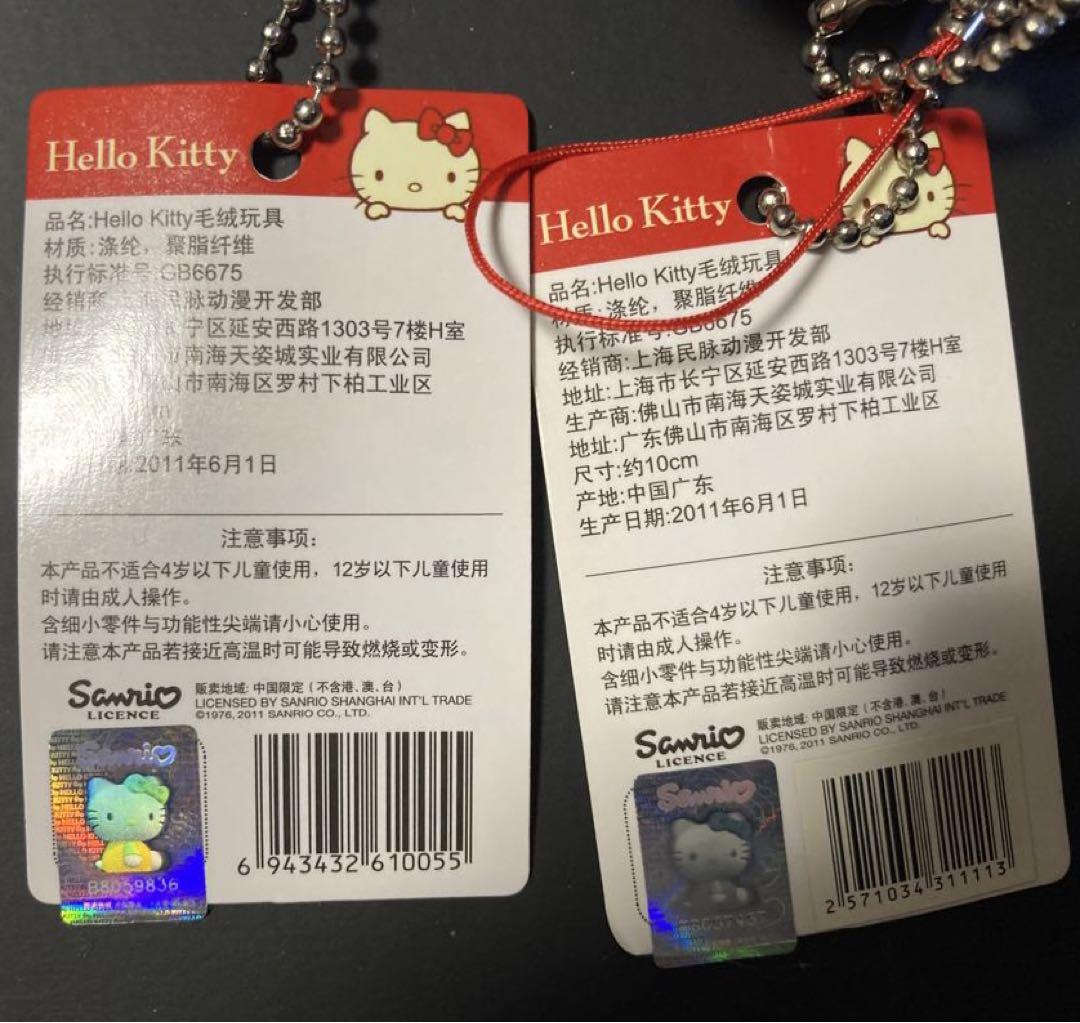 Hello Kitty
品名:Hello Kitty毛绒玩具
材质:涤纶，聚脂纤维
执行标准号:GB6675
经销商 民脉动漫开发部
宁区延安西路1303号7楼H室
南海天姿城实业有限公司
山市南海区罗村下柏工业区
:2011年6月1日
注意事项:
本产品不适合4岁以下儿童使用，12岁以下儿童使用
时请由成人操作。
含细小零件与功能性尖端请小心使用。
请注意本产品若接近高温时可能导致燃烧或变形。
Sanrio
LICENCE
贩卖地域: 中国限定 (不含港、澳、台)
LICENSED BY SANRIO SHANGHAI INT'L TRADE
©1976, 2011 SANRIO CO., LTD.
Sanrio
B8059836
6 943432 610055
Hello Kitty
品名:Hello Kitty毛绒玩具
材质:涤纶，聚脂纤维
执行标准号:GB6675
经销商:上海民脉动漫开发部
地址:上海市长宁区延安西路1303号7楼H室
生产商:佛山市南海天姿城实业有限公司
地址:广东佛山市南海区罗村下柏工业区
尺寸:约10cm
产地:中国广东
生产日期:2011年6月1日
注意事项:
本产品不适合4岁以下儿童使用，12岁以下儿童使用
时请由成人操作。
含细小零件与功能性尖端请小心使用。
请注意本产品若接近高温时可能导致燃烧或变形。
Sanrio
LICENCE
贩卖地域: 中国限定 (不含港、澳、台)
LICENSED BY SANRIO SHANGHAI INT'L TRADE
©1976, 2011 SANRIO CO., LTD.
Sanrio
2 571034 311113